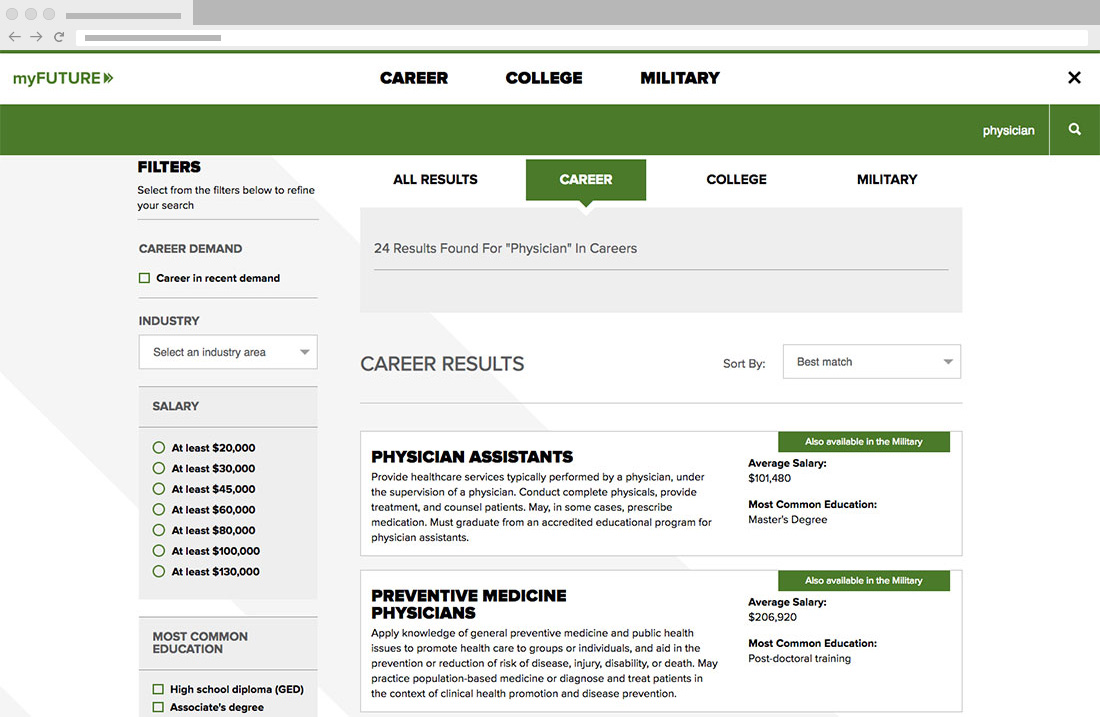 myFUTURE
CAREER COLLEGE MILITARY
physician
FILTERS
Select from the filters below to refine
your search
CAREER DEMAND
Career in recent demand
INDUSTRY
Select an industry area
SALARY
At least $20,000
At least $30,000
At least $45,000
At least $60,000
At least $80,000
At least $100,000
At least $130,000
MOST COMMON
EDUCATION
High school diploma (GED)
Associate's degree
ALL RESULTS CAREER COLLEGE MILITARY
24 Results Found For "Physician" In Careers
CAREER RESULTS
Sort By: Best match
Also available in the Military
PHYSICIAN ASSISTANTS
Provide healthcare services typically performed by a physician, under
the supervision of a physician. Conduct complete physicals, provide
treatment, and counsel patients. May, in some cases, prescribe
medication. Must graduate from an accredited educational program for
physician assistants.
Average Salary:
$101,480
Most Common Education:
Master's Degree
Also available in the Military
PREVENTIVE MEDICINE
PHYSICIANS
Apply knowledge of general preventive medicine and public health
issues to promote health care to groups or individuals, and aid in the
prevention or reduction of risk of disease, injury, disability, or death. May
practice population-based medicine or diagnose and treat patients in
the context of clinical health promotion and disease prevention.
Average Salary:
$206,920
Most Common Education:
Post-doctoral training